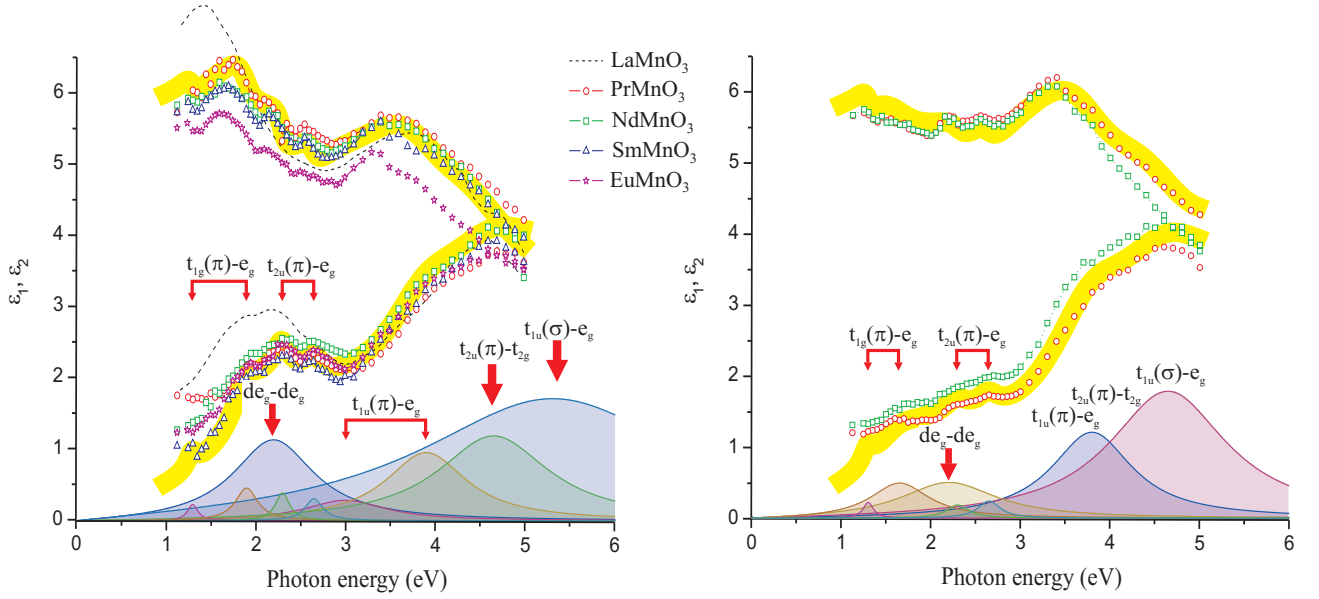 LaMnO3
PrMnO3
NdMnO3
SmMnO3
EuMnO3
ε1, ε2
6
5
4
3
2
1
0
t1g(π)-eg
t2u(π)-eg
deg-deg
t1u(π)-eg
t2u(π)-t2g
t1u(σ)-eg
0
1
2
3
4
5
6
Photon energy (eV)
ε1, ε2
6
5
4
3
2
1
0
t1g(π)-eg
t2u(π)-eg
deg-deg
t1u(σ)-eg
t2u(π)-t2g
t1u(π)-eg
0
1
2
3
4
5
6
Photon energy (eV)